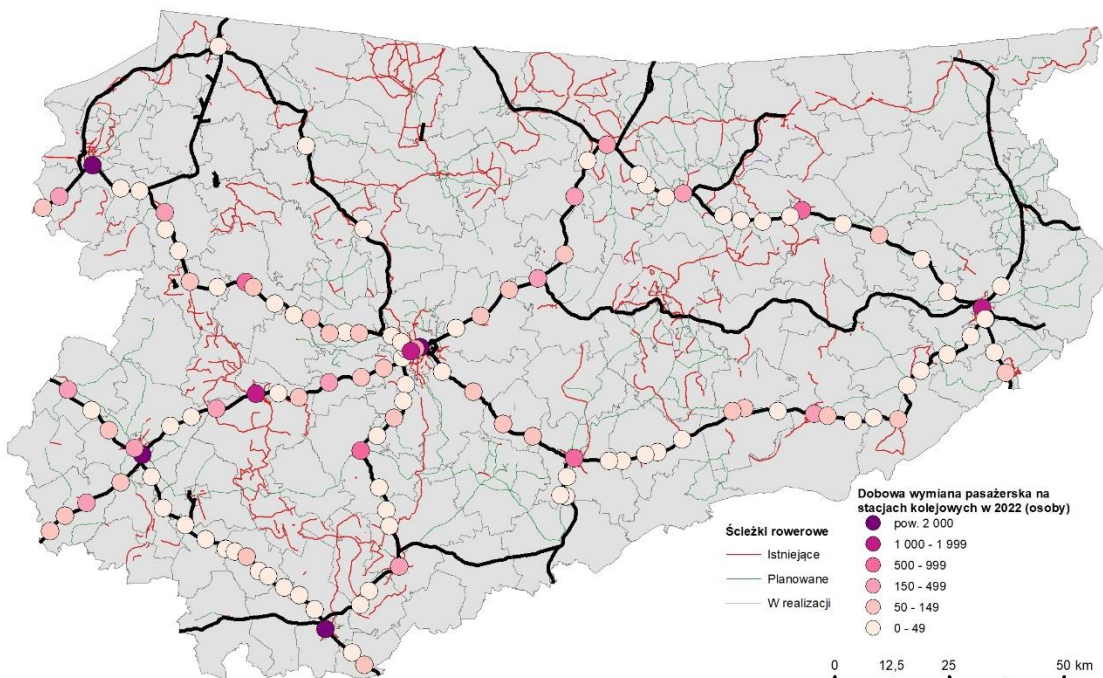 Dobowa wymiana pasażerska na
stacjach kolejowych w 2022 (osoby)
pow. 2 000
1 000 - 1 999
500 - 999
150 - 499
50 - 149
0 - 49
Ścieżki rowerowe
Istniejące
Planowane
W realizacji
0 12,5 25 50 km